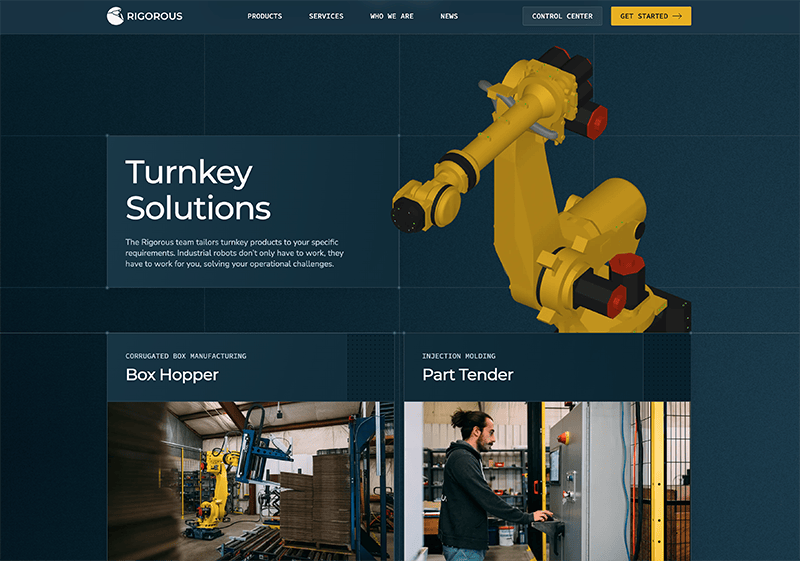 RIGOROUS
PRODUCTS
SERVICES
WHO WE ARE
NEWS
CONTROL CENTER
GET STARTED
Turnkey
Solutions
The Rigorous team tailors turnkey products to your specific
requirements. Industrial robots don't only have to work, they
have to work for you, solving your operational challenges.
CORRUGATED BOX MANUFACTURING
Box Hopper
INJECTION MOLDING
Part Tender